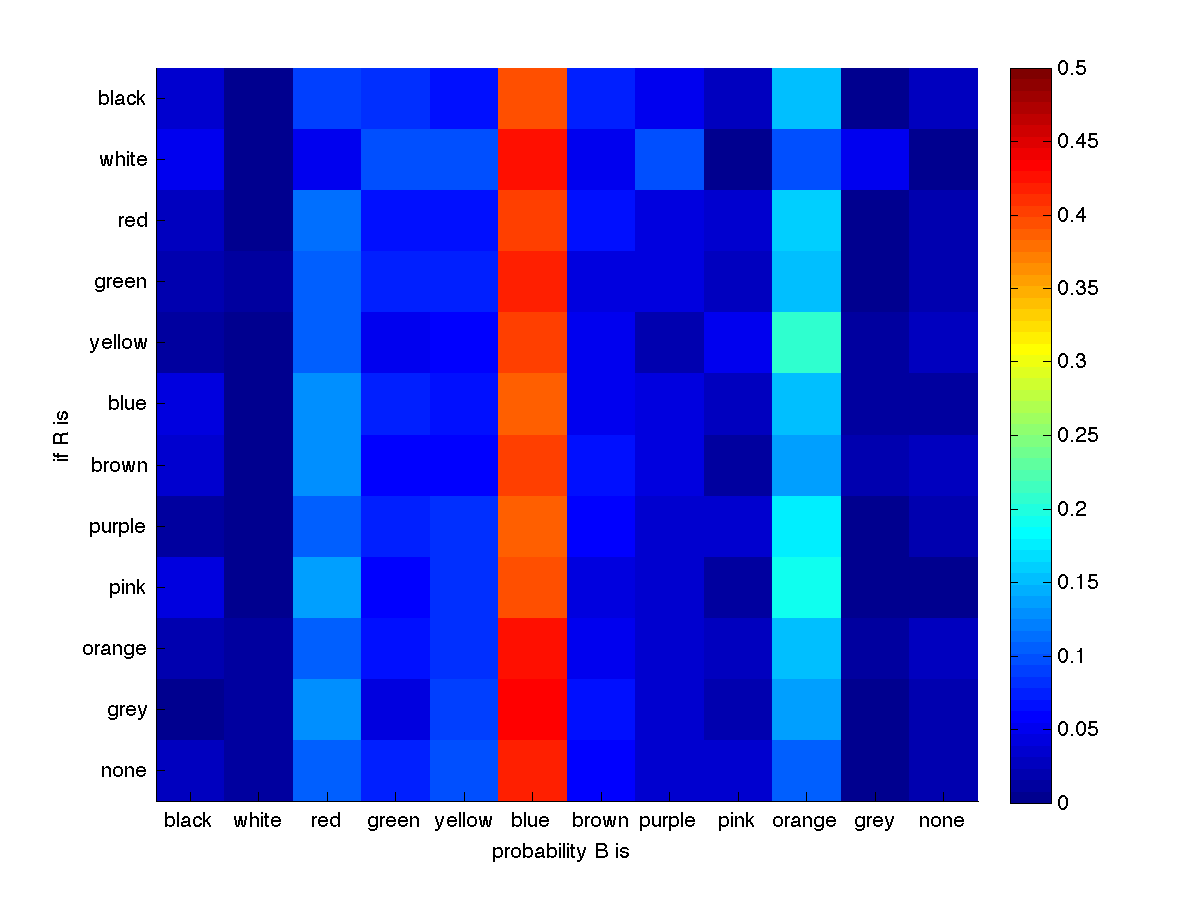 black
white
red
green
yellow
blue
brown
purple
pink
orange
grey
none
if R is
black white red green yellow blue brown purple pink orange grey none
probability B is
0.5
0.45
0.4
0.35
0.3
0.25
0.2
0.15
0.1
0.05
0